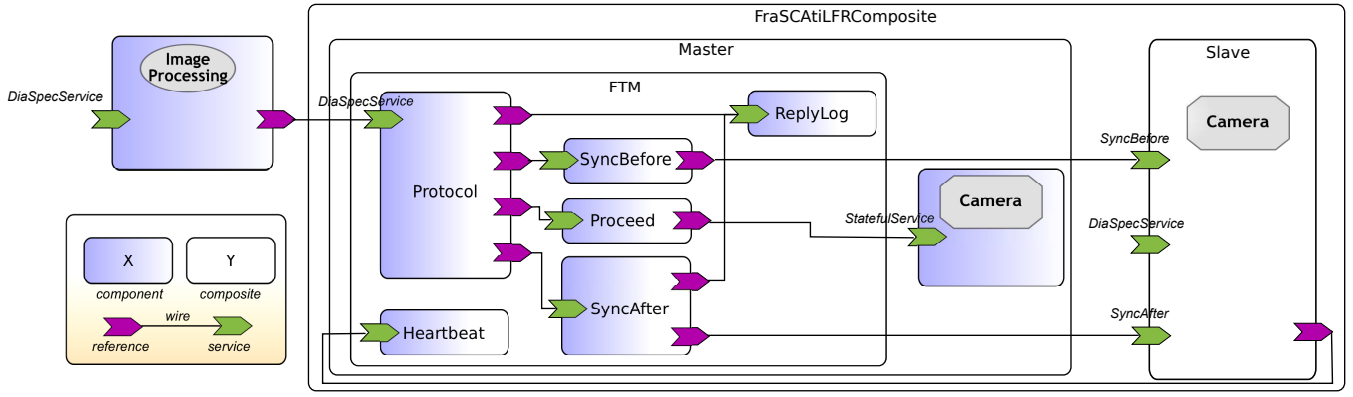 FraSCAtiLFRComposite
Master
Slave
Image
Processing
FTM
DiaSpecService
DiaSpecService
ReplyLog
Camera
SyncBefore
SyncBefore
Protocol
Camera
Proceed
StatefulService
DiaSpecService
X
Y
component
composite
SyncAfter
SyncAfter
wire
Heartbeat
reference
service